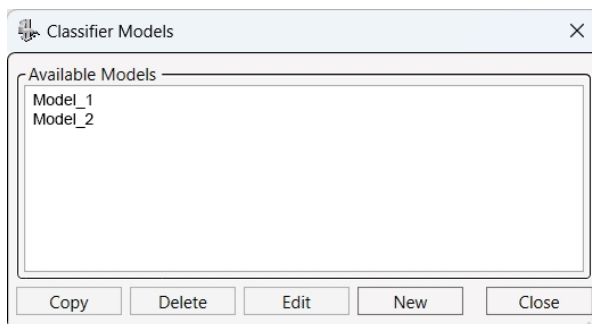 Classifier Models
Available Models
Model_1
Model_2
Copy Delete Edit New Close